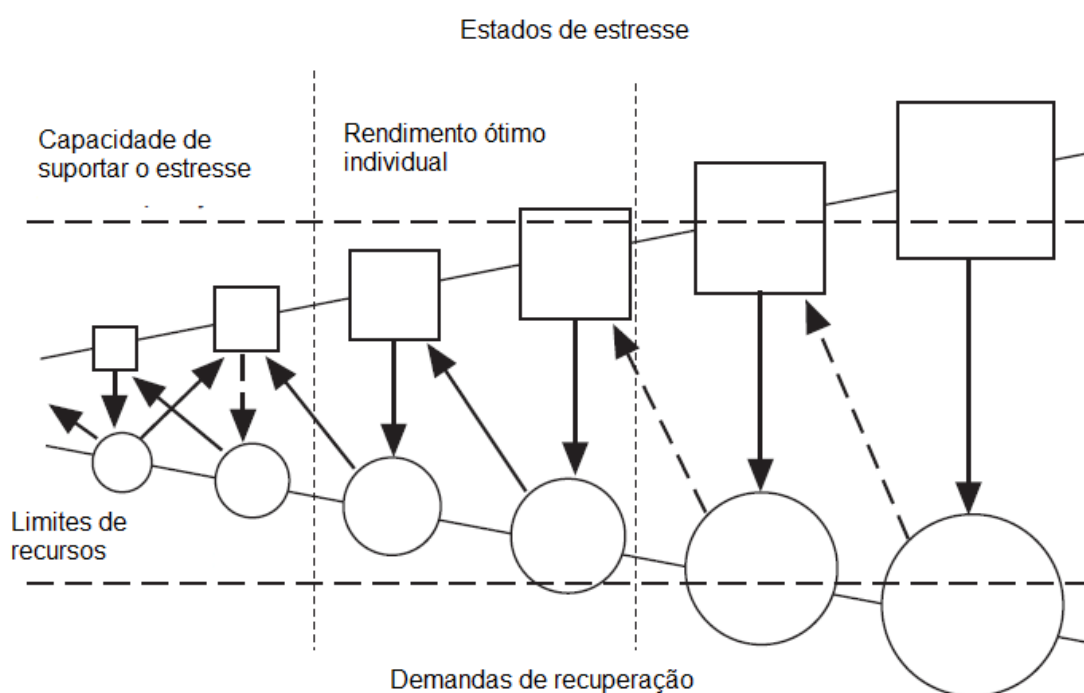 Estados de estresse
Capacidade de
suportar o estresse
Rendimento ótimo
individual
Limites de
recursos
Demandas de recuperação